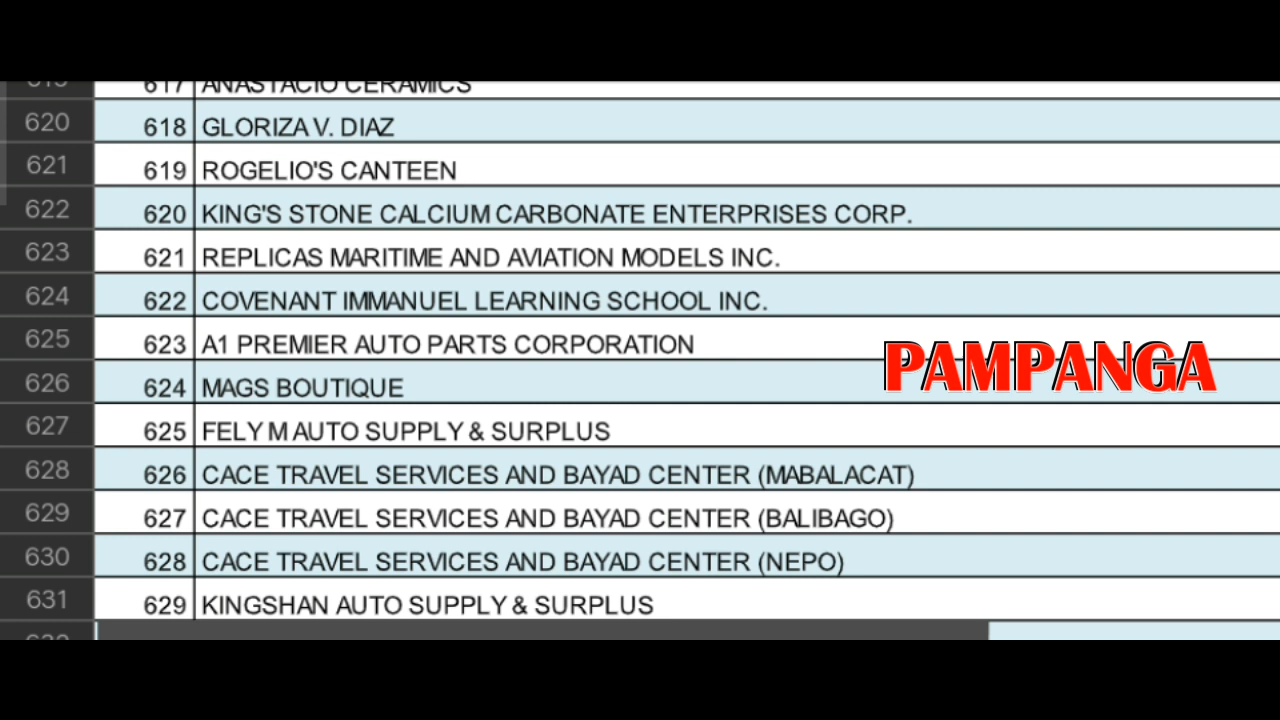 617 ANASTACIO CERAMICS
620 618 GLORIZA V. DIAZ
621 619 ROGELIO'S CANTEEN
622 620 KING'S STONE CALCIUM CARBONATE ENTERPRISES CORP.
623 621 REPLICAS MARITIME AND AVIATION MODELS INC.
624 622 COVENANT IMMANUEL LEARNING SCHOOL INC.
625 623 A1 PREMIER AUTO PARTS CORPORATION
PAMPANGA
626 624 MAGS BOUTIQUE
627 625 FELY M AUTO SUPPLY & SURPLUS
628 626 CACE TRAVEL SERVICES AND BAYAD CENTER (MABALACAT)
629 627 CACE TRAVEL SERVICES AND BAYAD CENTER (BALIBAGO)
630 628 CACE TRAVEL SERVICES AND BAYAD CENTER (NEPO)
631 629 KINGSHAN AUTO SUPPLY & SURPLUS